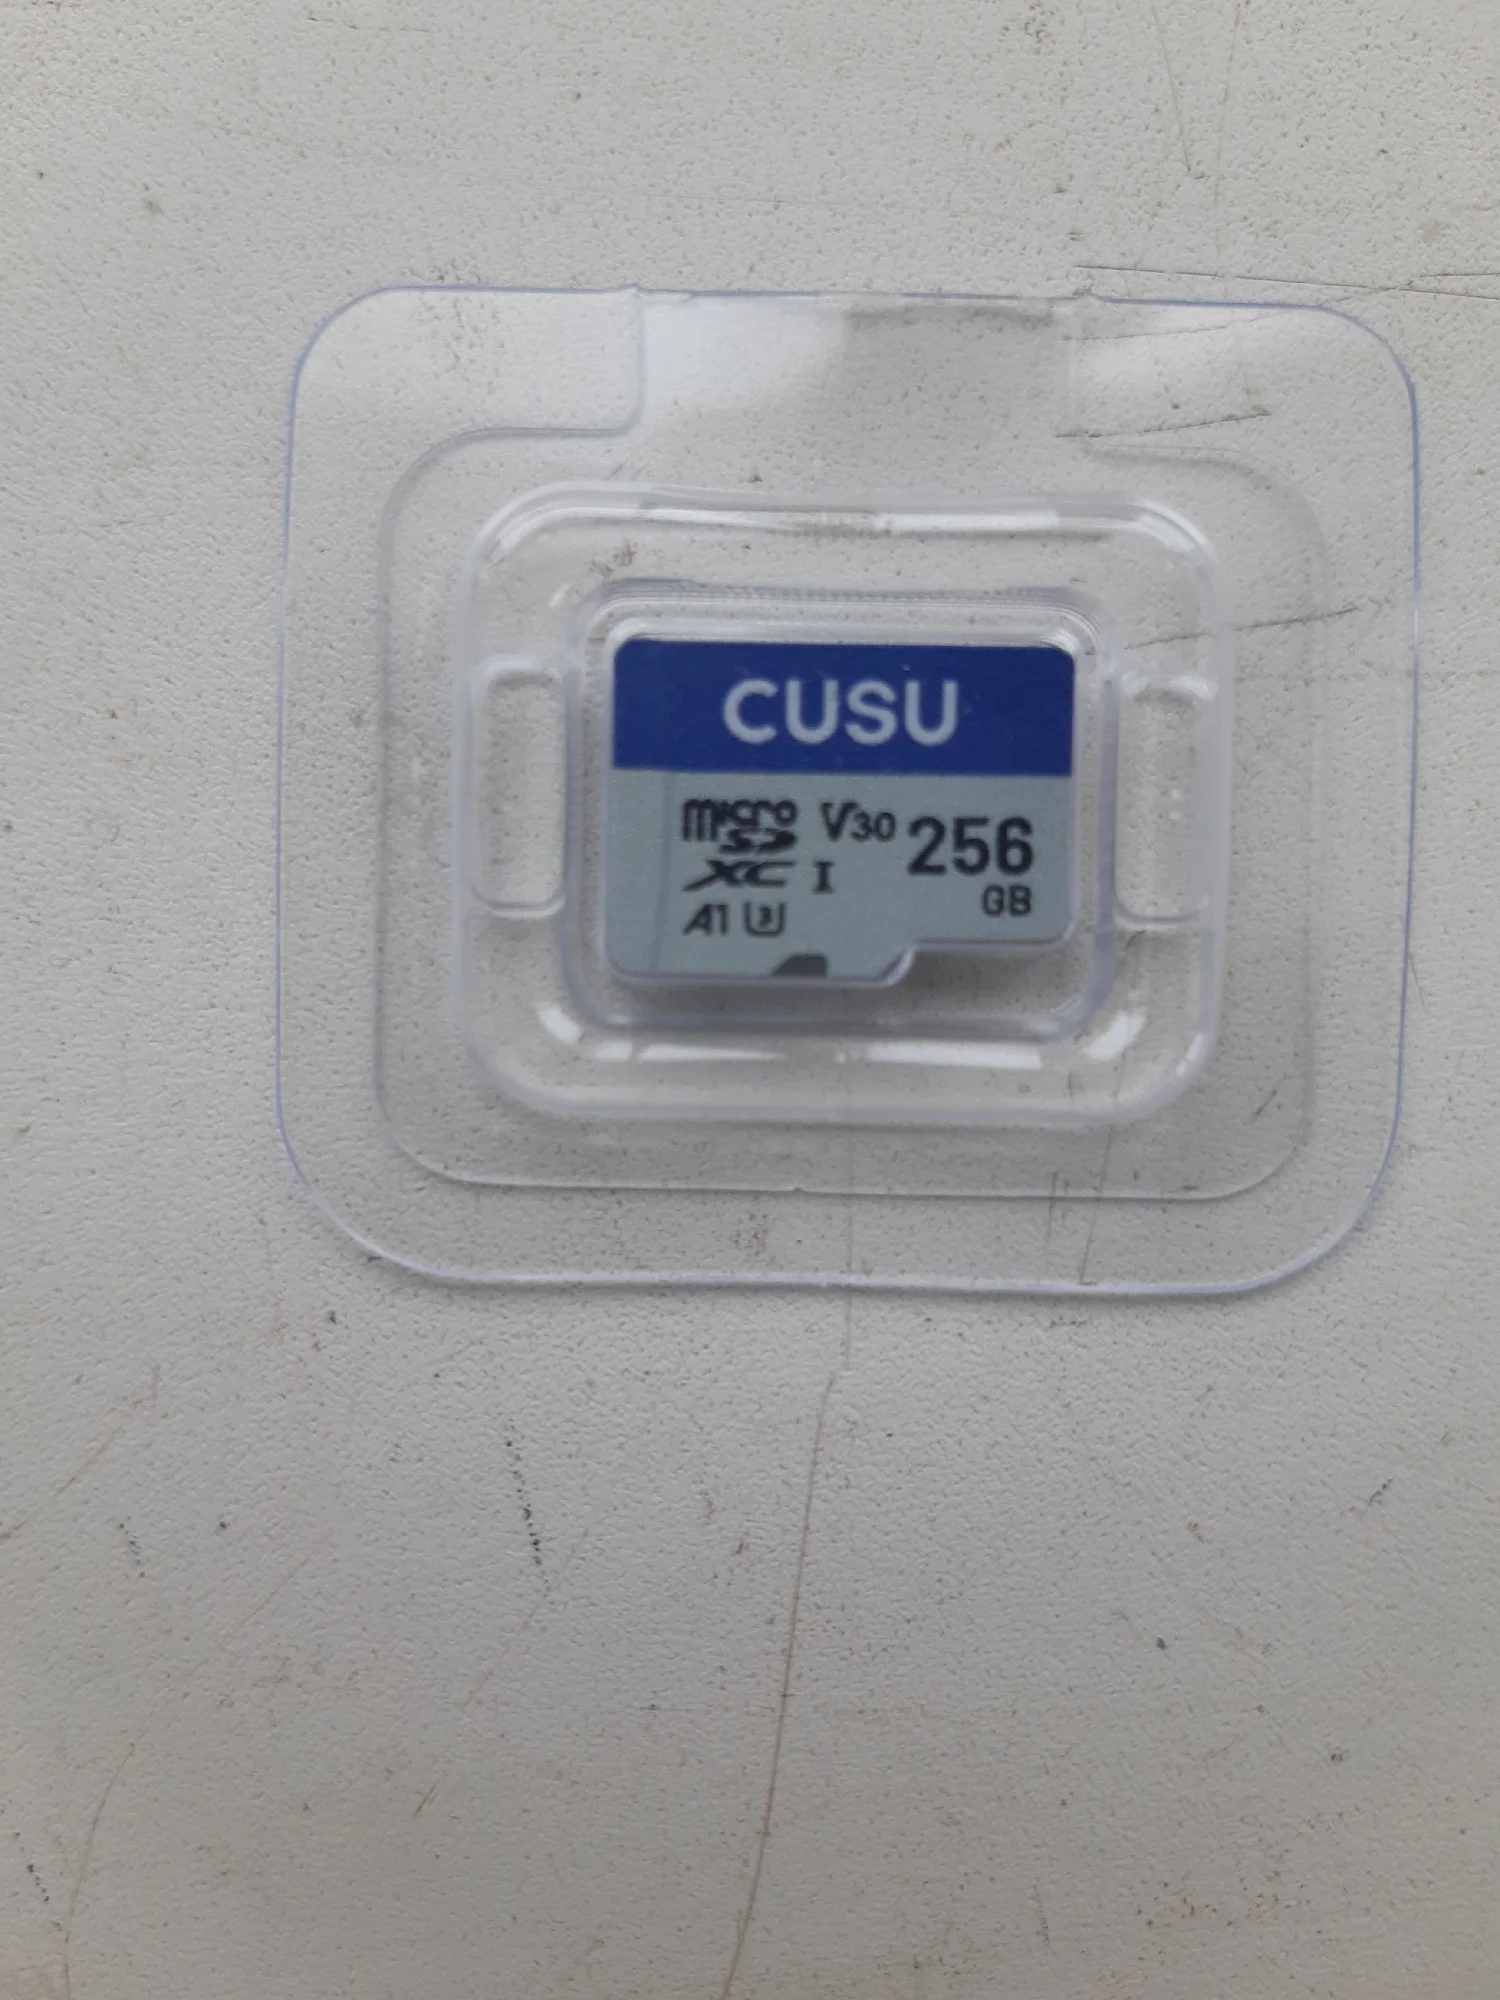 CUSU
micro SD XC I V30 256 GB
A1 U3